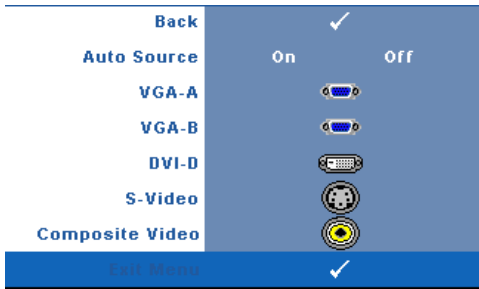 Back
Auto Source On Off
VGA-A
VGA-B
DVI-D
S-Video
Composite Video
Exit Menu